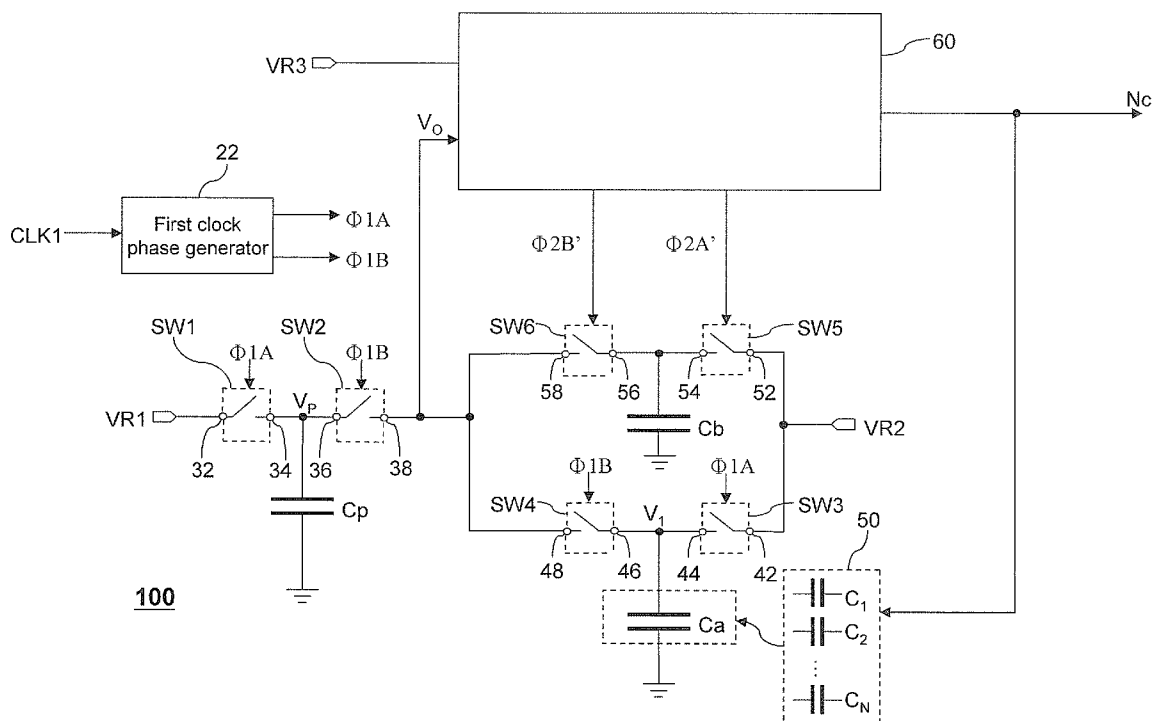 60
VR3
Nc
VO
22
First clock
phase generator
Φ1A
CLK1
Φ1B
Φ2B’
Φ2A’
SW1
SW2
SW6
SW5
Φ1A
Φ1B
58
56
54
52
VR1
VP
Cb
VR2
32
34
36
38
Φ1B
Φ1A
Cp
SW4
V1
SW3
50
48
46
44
42
100
Ca
C1
C2
⋮
CN